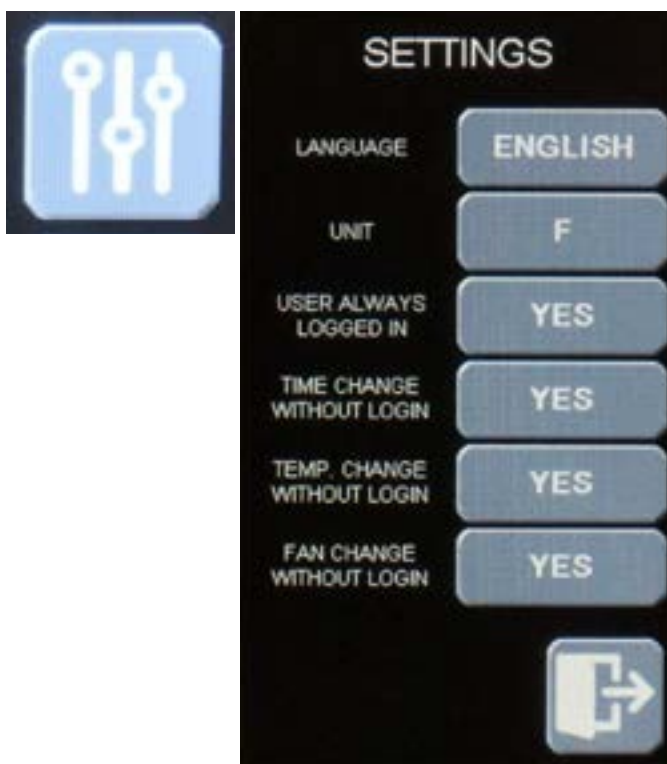 SETTINGS
LANGUAGE
ENGLISH
UNIT
F
USER ALWAYS
LOGGED IN
YES
TIME CHANGE
WITHOUT LOGIN
YES
TEMP. CHANGE
WITHOUT LOGIN
YES
FAN CHANGE
WITHOUT LOGIN
YES